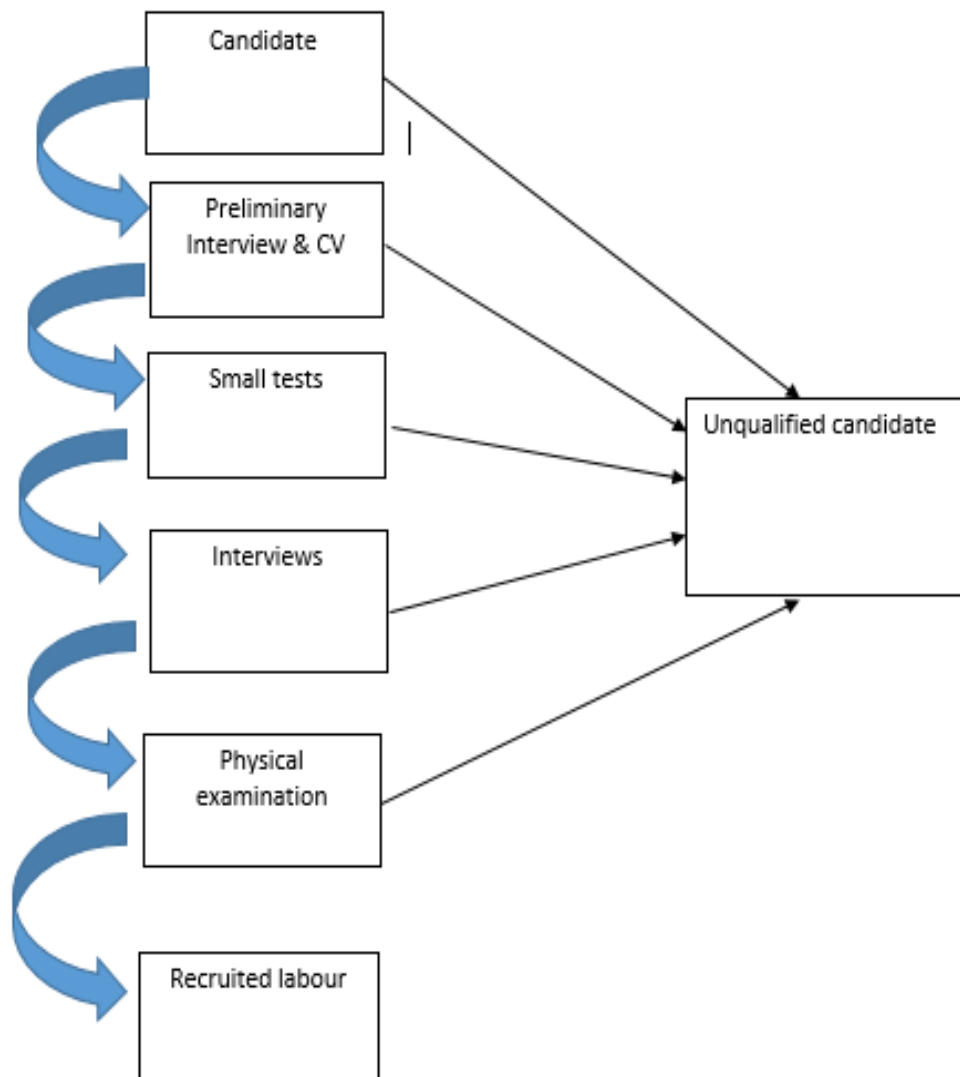 Candidate
Preliminary
Interview & CV
Small tests
Unqualified candidate
Interviews
Physical
examination
Recruited labour